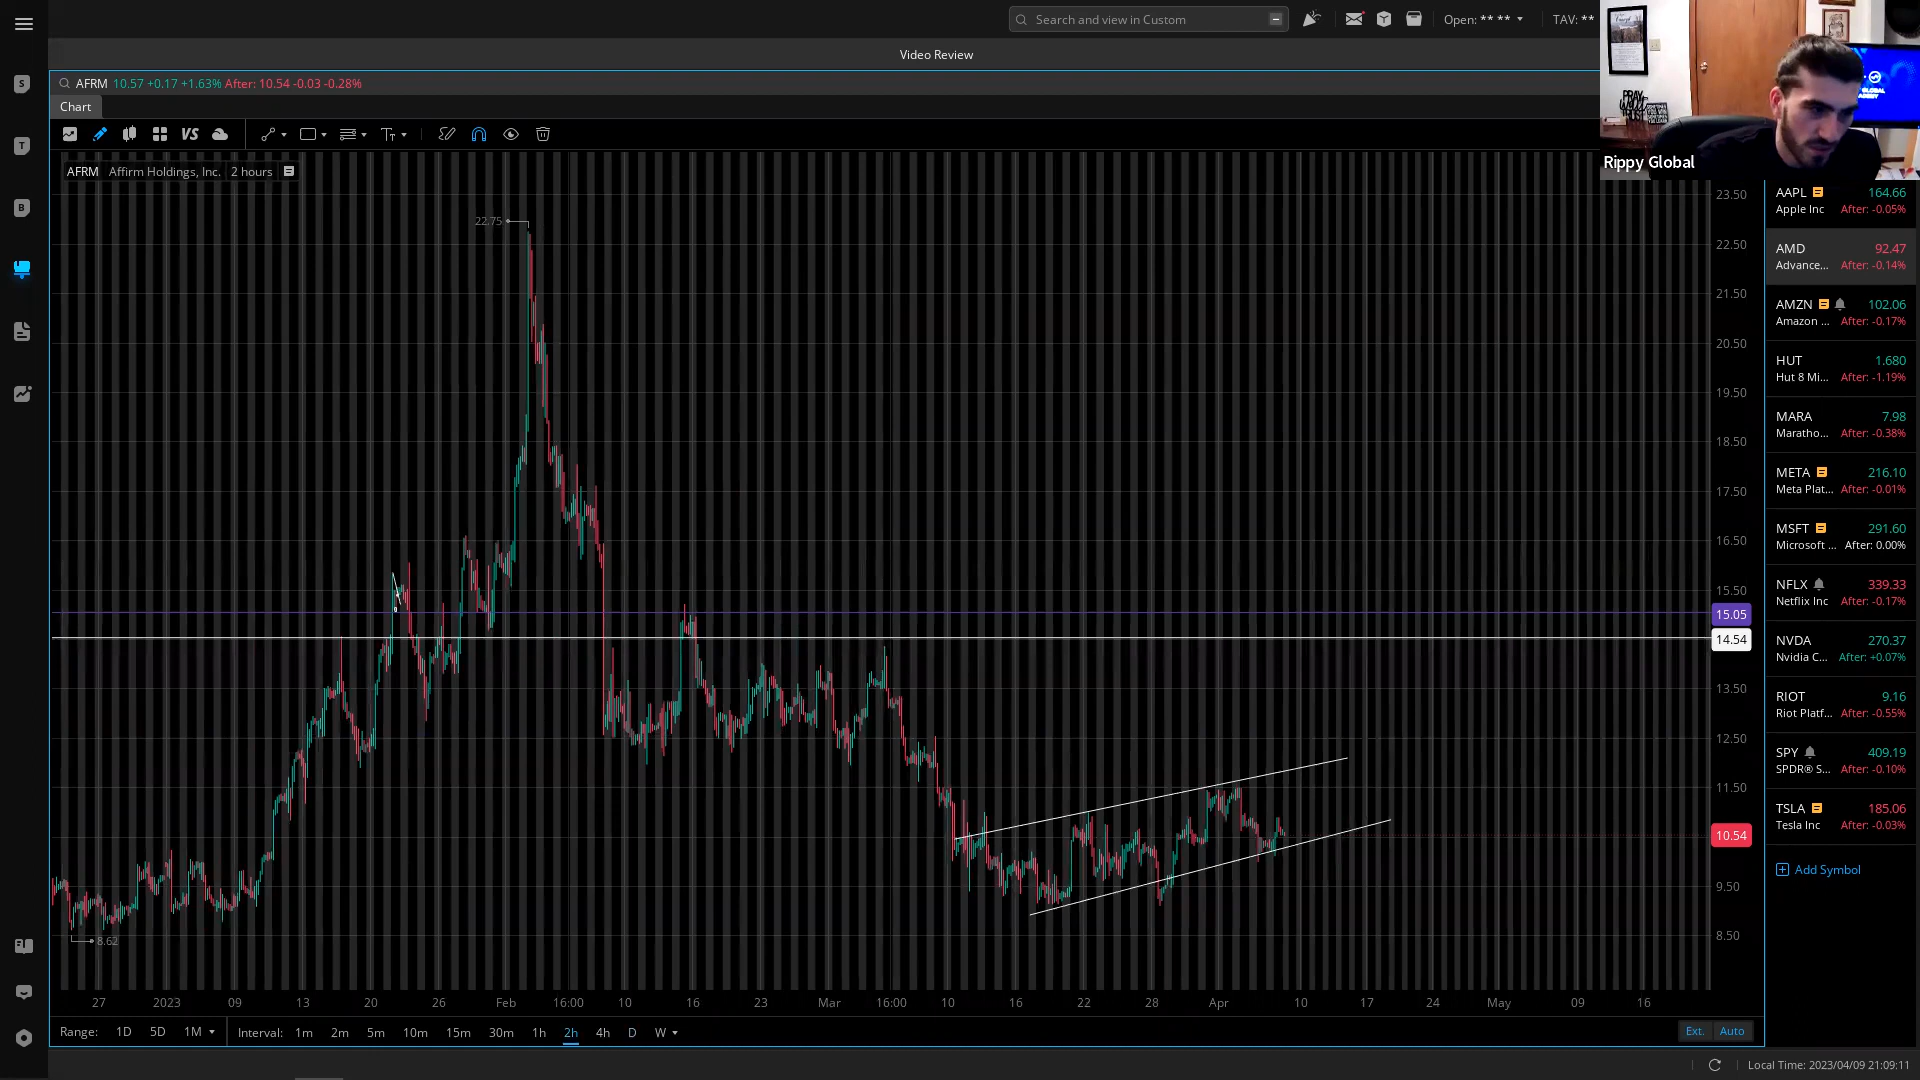 Search and view in Custom
Open: ** **
TAV: **
Video Review
AFRM 10.57 +0.17 +1.63% After: 10.54 -0.03 -0.28%
Chart
VS
AFRM Affirm Holdings, Inc. 2 hours
Rippy Global
PRAY
TRUST
22.75
8.62
23.50
22.50
21.50
20.50
19.50
18.50
17.50
16.50
15.50
15.05
14.54
13.50
12.50
11.50
10.54
9.50
8.50
27 2023 09 13 20 26 Feb 16:00 10 16 23 Mar 16:00 10 16 22 28 Apr 10 17 24 May 09 16
Range: 1D 5D 1M
Interval: 1m 2m 5m 10m 15m 30m 1h 2h 4h D W
Ext. Auto
AAPL 164.66
Apple Inc After: -0.05%
AMD 92.47
Advance... After: -0.14%
AMZN 102.06
Amazon ... After: -0.17%
HUT 1.680
Hut 8 Mi... After: -1.19%
MARA 7.98
Maratho... After: -0.38%
META 216.10
Meta Plat... After: -0.01%
MSFT 291.60
Microsoft ... After: 0.00%
NFLX 339.33
Netflix Inc After: -0.17%
NVDA 270.37
Nvidia C... After: +0.07%
RIOT 9.16
Riot Platf... After: -0.55%
SPY 409.19
SPDR® S... After: -0.10%
TSLA 185.06
Tesla Inc After: -0.03%
Add Symbol
Local Time: 2023/04/09 21:09:11
S
T
B